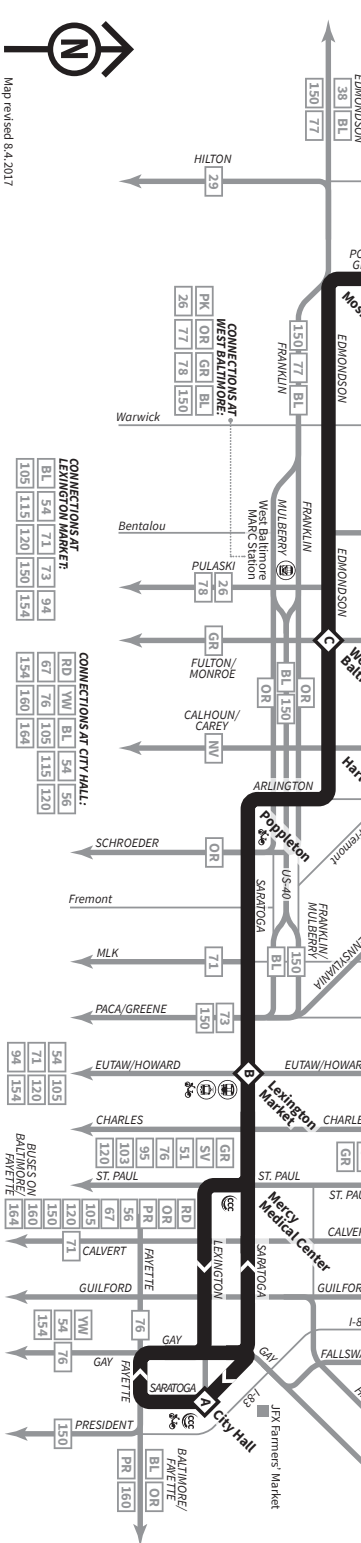 N
Map revised 8.4.2017
EDMONDSON
38 BL
150 77
HILTON
29
EDMONDSON
150 77 BL
FRANKLIN
CONNECTIONS AT
WEST BALTIMORE:
PK OR GR BL
26 77 78 150
Warwick
FRANKLIN
MULBERRY
West Baltimore
MARC Station
Bentalou
EDMONDSON
PULASKI
26
78
C
GR
FULTON/
MONROE
OR
BL 150
OR
CALHOUN/
CAREY
NV
CONNECTIONS AT
LEXINGTON MARKET:
BL 54 71 73 94
105 115 120 150 154
CONNECTIONS AT CITY HALL:
RD YW BL 54 56
67 76 105 115 120
154 160 164
ARLINGTON
Poppleton
SCHROEDER
OR
SARATOGA
US-40
Fremont
FRANKLIN/
MULBERRY
150
BL
MLK
71
PACA/GREENE
73
150
EUTAW/HOWARD
54 105
71 120
94 154
B
Lexington
Market
CHARLES
GR
SV
51
76
95
103
120
ST. PAUL
ST. PAUL
CCC
Mercy
Medical Center
BUSES ON
BALTIMORE/
FAYETTE
RD
OR
PR
56
67
105
120
150
160
164
CALVERT
71
FAYETTE
LEXINGTON
SARATOGA
GUILFORD
76
YW
54
154
GAY
GAY
76
GAY
FAYETTE
SARATOGA
A
City Hall
CCC
I-83
JFX Farmers' Market
PRESIDENT
150
BALTIMORE/
FAYETTE
BL OR
PR 160